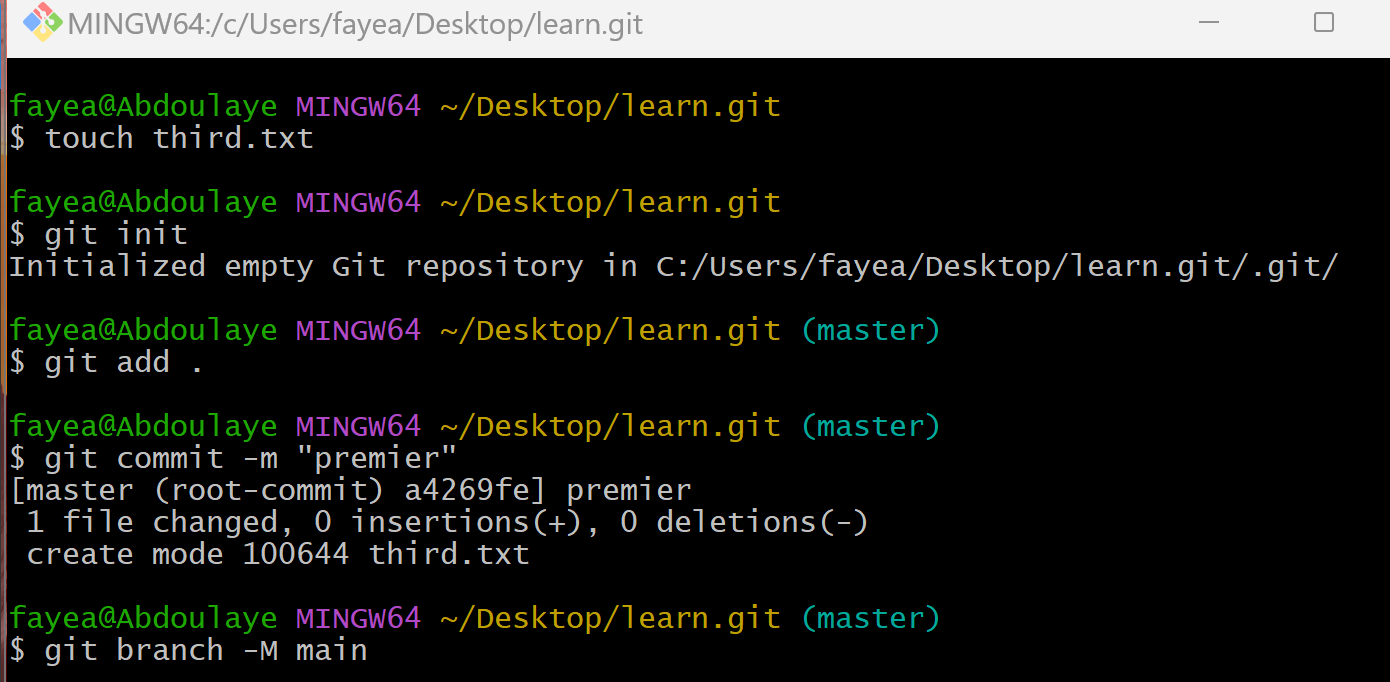 MINGW64:/c/Users/fayea/Desktop/learn.git
fayea@Abdoulaye MINGW64 ~/Desktop/learn.git
$ touch third.txt
fayea@Abdoulaye MINGW64 ~/Desktop/learn.git
$ git init
Initialized empty Git repository in C:/Users/fayea/Desktop/learn.git/.git/
fayea@Abdoulaye MINGW64 ~/Desktop/learn.git (master)
$ git add .
fayea@Abdoulaye MINGW64 ~/Desktop/learn.git (master)
$ git commit -m "premier"
[master (root-commit) a4269fe] premier
 1 file changed, 0 insertions(+), 0 deletions(-)
 create mode 100644 third.txt
fayea@Abdoulaye MINGW64 ~/Desktop/learn.git (master)
$ git branch -M main